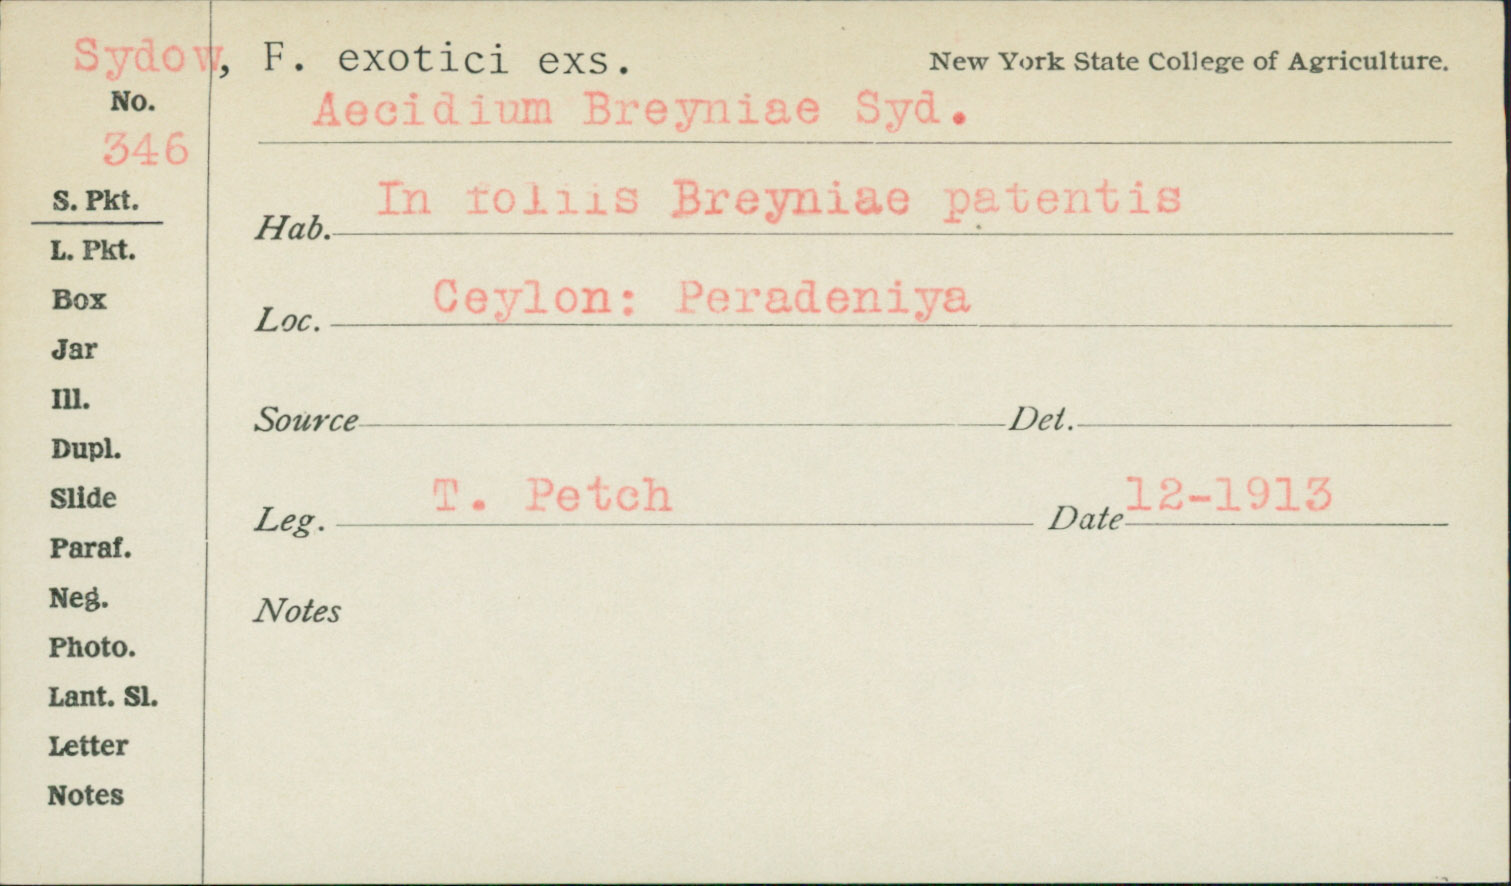 Sydow, F. exotici exs.
New York State College of Agriculture.
No.
346
Aecidium Breyniae Syd.
S. Pkt.
L. Pkt.
Box
Jar
Ill.
Dupl.
Slide
Paraf.
Neg.
Photo.
Lant. Sl.
Letter
Notes
Hab. In foliis Breyniae patentis
Loc. Ceylon: Peradeniya
Source Det.
Leg. T. Petch Date 12-1913
Notes